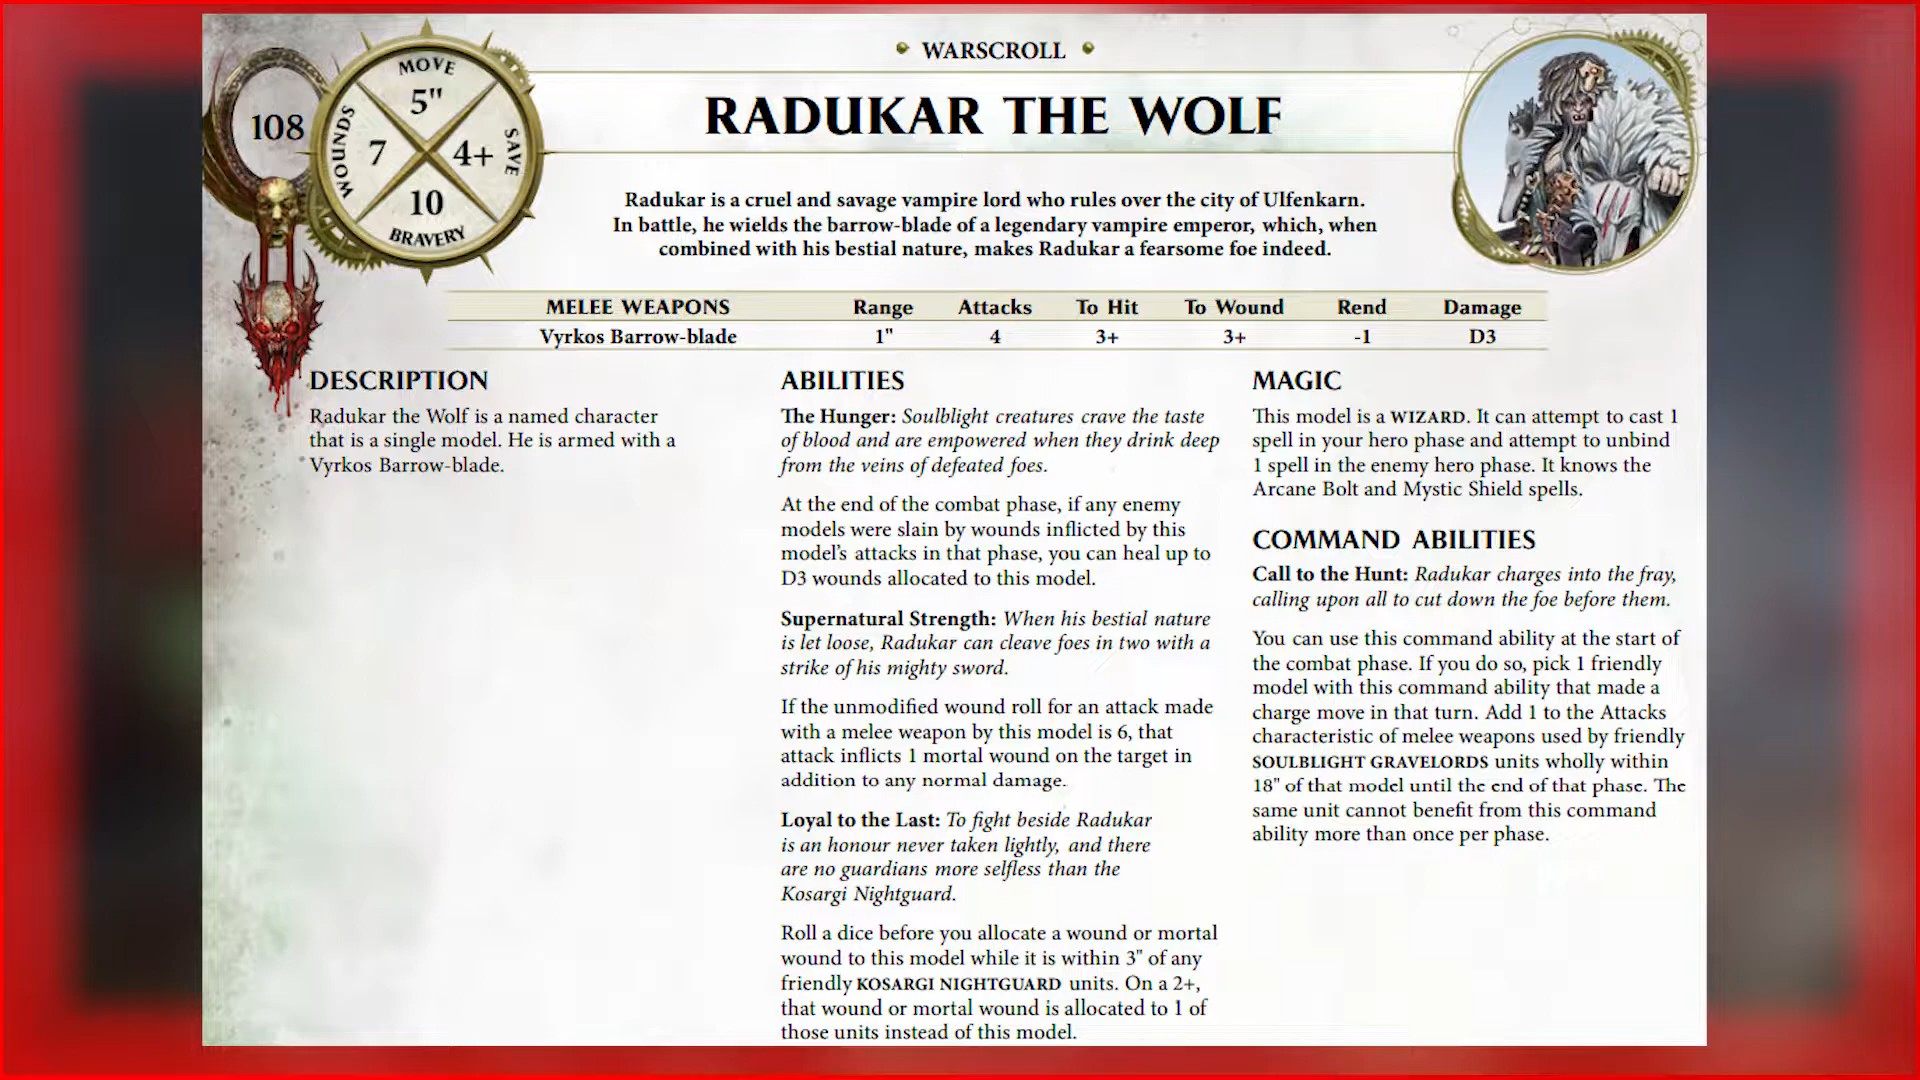 WARSCROLL
RADUKAR THE WOLF
108
MOVE
5"
WOUNDS
7
4+
SAVE
10
BRAVERY
Radukar is a cruel and savage vampire lord who rules over the city of Ulfenkarn.
In battle, he wields the barrow-blade of a legendary vampire emperor, which, when
combined with his bestial nature, makes Radukar a fearsome foe indeed.
MELEE WEAPONS Range Attacks To Hit To Wound Rend Damage
Vyrkos Barrow-blade 1" 4 3+ 3+ -1 D3
DESCRIPTION
Radukar the Wolf is a named character
that is a single model. He is armed with a
Vyrkos Barrow-blade.
ABILITIES
The Hunger: Soulblight creatures crave the taste
of blood and are empowered when they drink deep
from the veins of defeated foes.
At the end of the combat phase, if any enemy
models were slain by wounds inflicted by this
model's attacks in that phase, you can heal up to
D3 wounds allocated to this model.
Supernatural Strength: When his bestial nature
is let loose, Radukar can cleave foes in two with a
strike of his mighty sword.
If the unmodified wound roll for an attack made
with a melee weapon by this model is 6, that
attack inflicts 1 mortal wound on the target in
addition to any normal damage.
Loyal to the Last: To fight beside Radukar
is an honour never taken lightly, and there
are no guardians more selfless than the
Kosargi Nightguard.
Roll a dice before you allocate a wound or mortal
wound to this model while it is within 3" of any
friendly KOSARGI NIGHTGUARD units. On a 2+,
that wound or mortal wound is allocated to 1 of
those units instead of this model.
MAGIC
This model is a WIZARD. It can attempt to cast 1
spell in your hero phase and attempt to unbind
1 spell in the enemy hero phase. It knows the
Arcane Bolt and Mystic Shield spells.
COMMAND ABILITIES
Call to the Hunt: Radukar charges into the fray,
calling upon all to cut down the foe before them.
You can use this command ability at the start of
the combat phase. If you do so, pick 1 friendly
model with this command ability that made a
charge move in that turn. Add 1 to the Attacks
characteristic of melee weapons used by friendly
SOULBLIGHT GRAVELORDS units wholly within
18" of that model until the end of that phase. The
same unit cannot benefit from this command
ability more than once per phase.